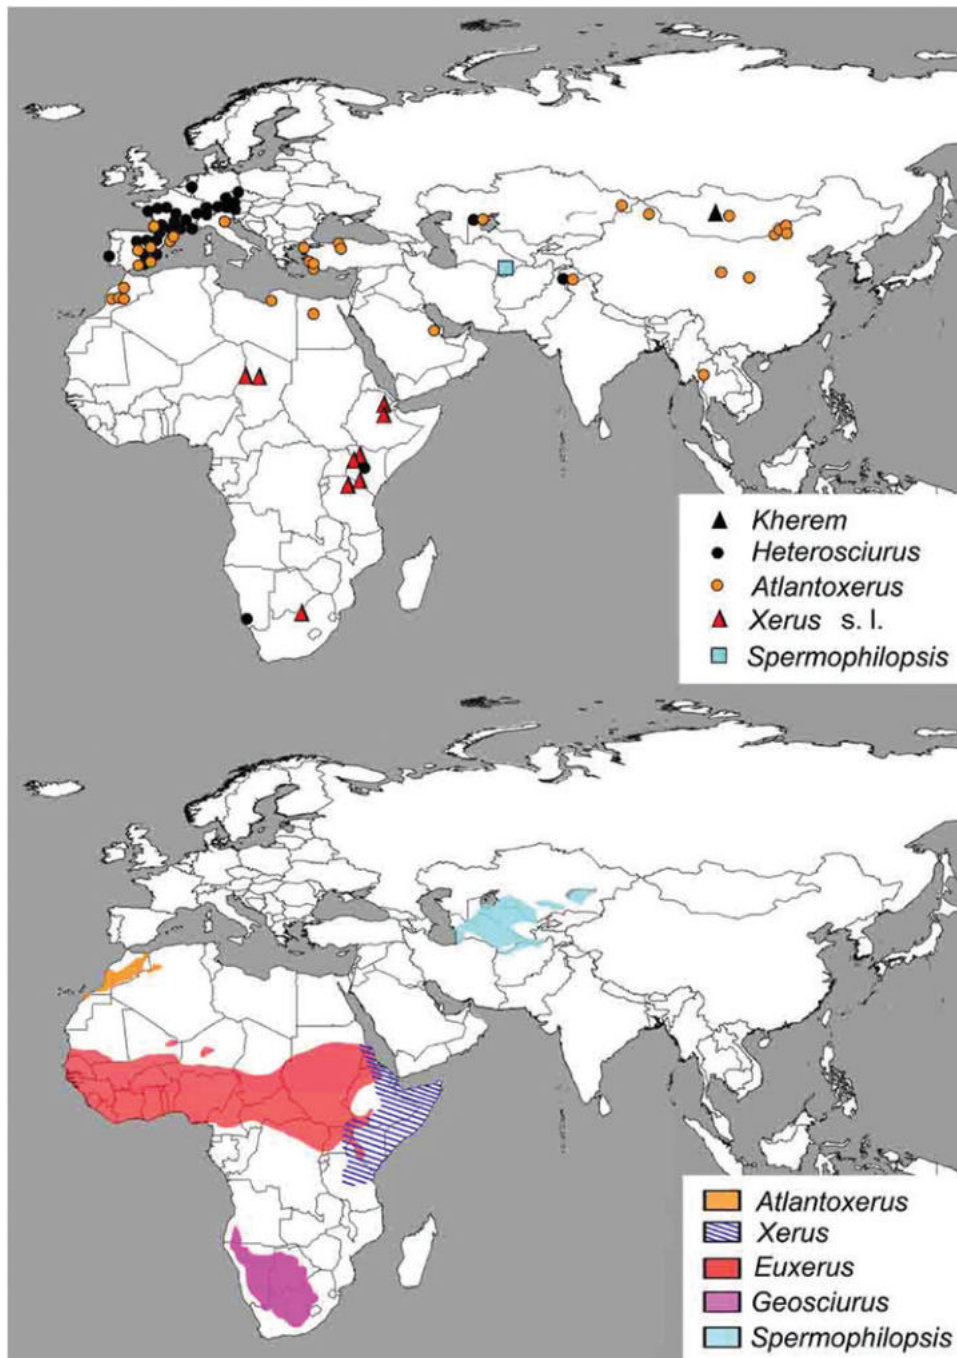 Kherem
Heterosciurus
Atlantoxerus
Xerus s. l.
Spermophilopsis
Atlantoxerus
Xerus
Euxerus
Geosciurus
Spermophilopsis